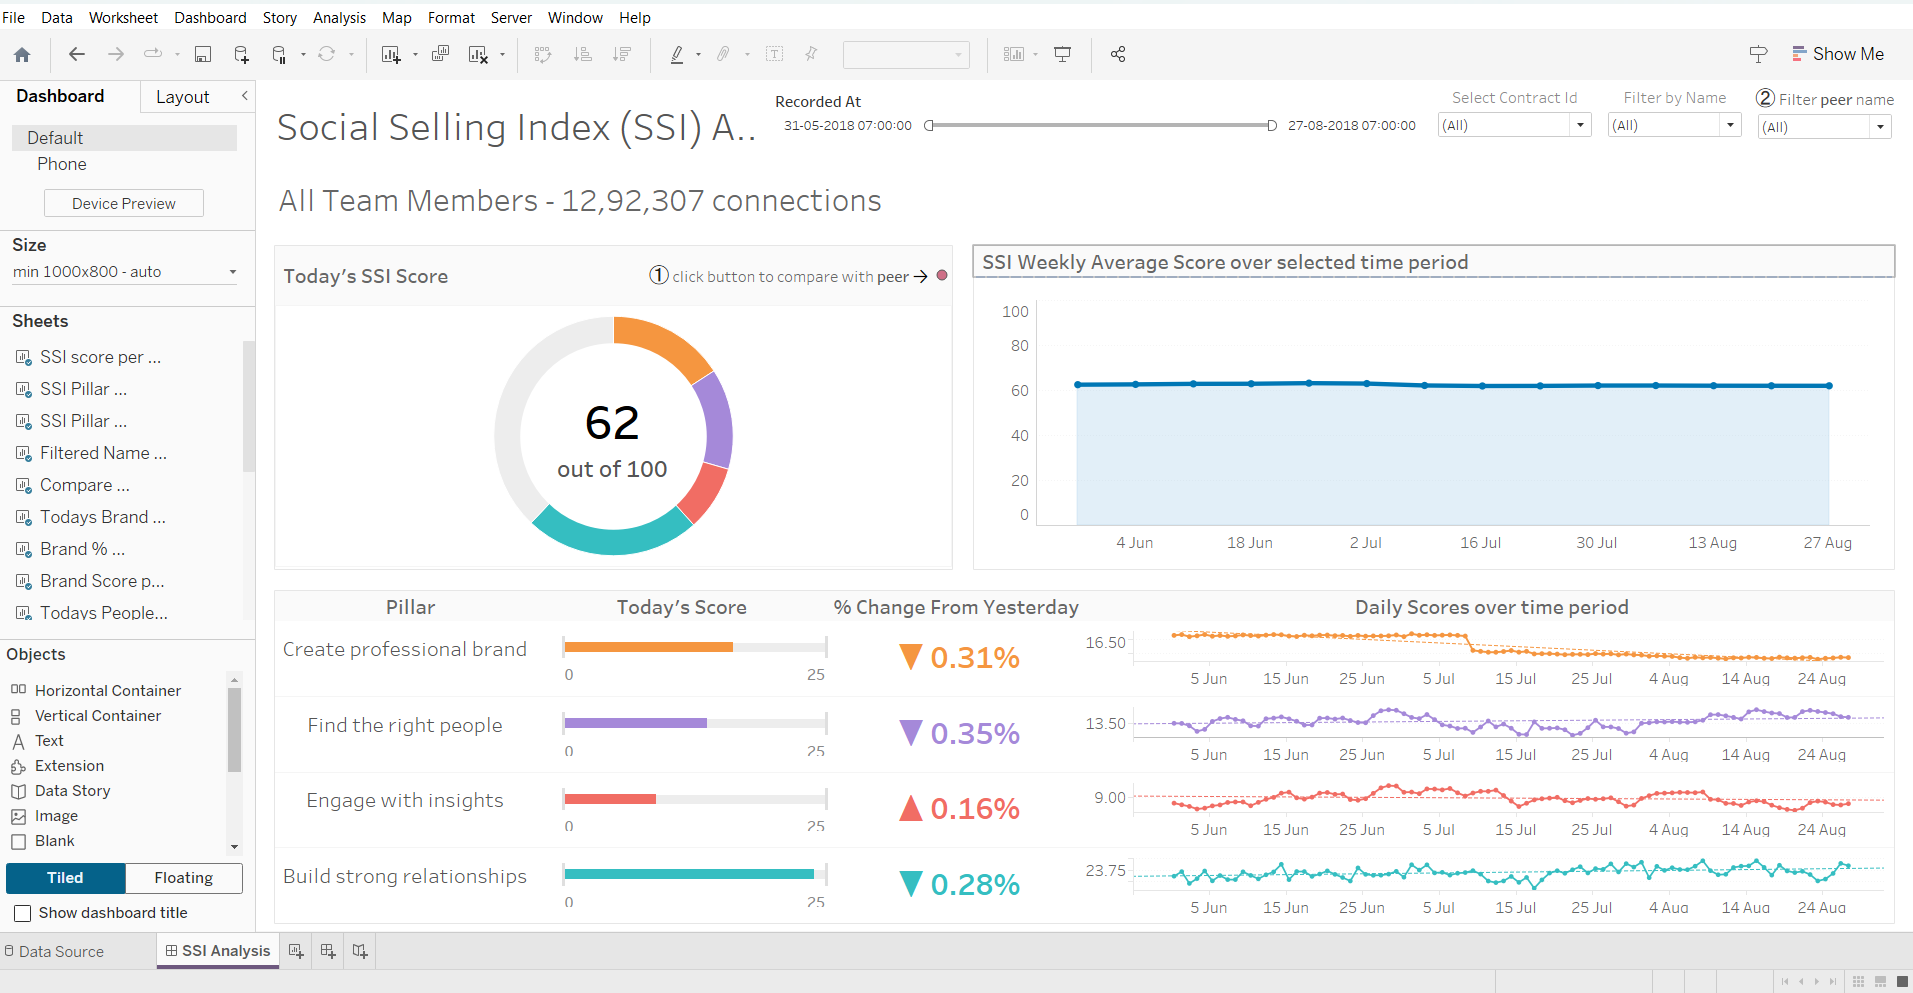 File Data Worksheet Dashboard Story Analysis Map Format Server Window Help
Show Me
Dashboard Layout
Default
Phone
Device Preview
Size
min 1000x800 - auto
Sheets
SSI score per ...
SSI Pillar ...
SSI Pillar ...
Filtered Name ...
Compare ...
Todays Brand ...
Brand % ...
Brand Score p...
Todays People...
Objects
Horizontal Container
Vertical Container
Text
Extension
Data Story
Image
Blank
Tiled Floating
Show dashboard title
Social Selling Index (SSI) A..
Recorded At
31-05-2018 07:00:00 27-08-2018 07:00:00
Select Contract Id
(All)
Filter by Name
(All)
② Filter peer name
(All)
All Team Members - 12,92,307 connections
Today's SSI Score
① click button to compare with peer →
62
out of 100
SSI Weekly Average Score over selected time period
100
80
60
40
20
0
4 Jun 18 Jun 2 Jul 16 Jul 30 Jul 13 Aug 27 Aug
Pillar Today's Score % Change From Yesterday Daily Scores over time period
Create professional brand
0 25
▼ 0.31%
16.50
5 Jun 15 Jun 25 Jun 5 Jul 15 Jul 25 Jul 4 Aug 14 Aug 24 Aug
Find the right people
0 25
▼ 0.35%
13.50
5 Jun 15 Jun 25 Jun 5 Jul 15 Jul 25 Jul 4 Aug 14 Aug 24 Aug
Engage with insights
0 25
▲ 0.16%
9.00
5 Jun 15 Jun 25 Jun 5 Jul 15 Jul 25 Jul 4 Aug 14 Aug 24 Aug
Build strong relationships
0 25
▼ 0.28%
23.75
5 Jun 15 Jun 25 Jun 5 Jul 15 Jul 25 Jul 4 Aug 14 Aug 24 Aug
Data Source SSI Analysis